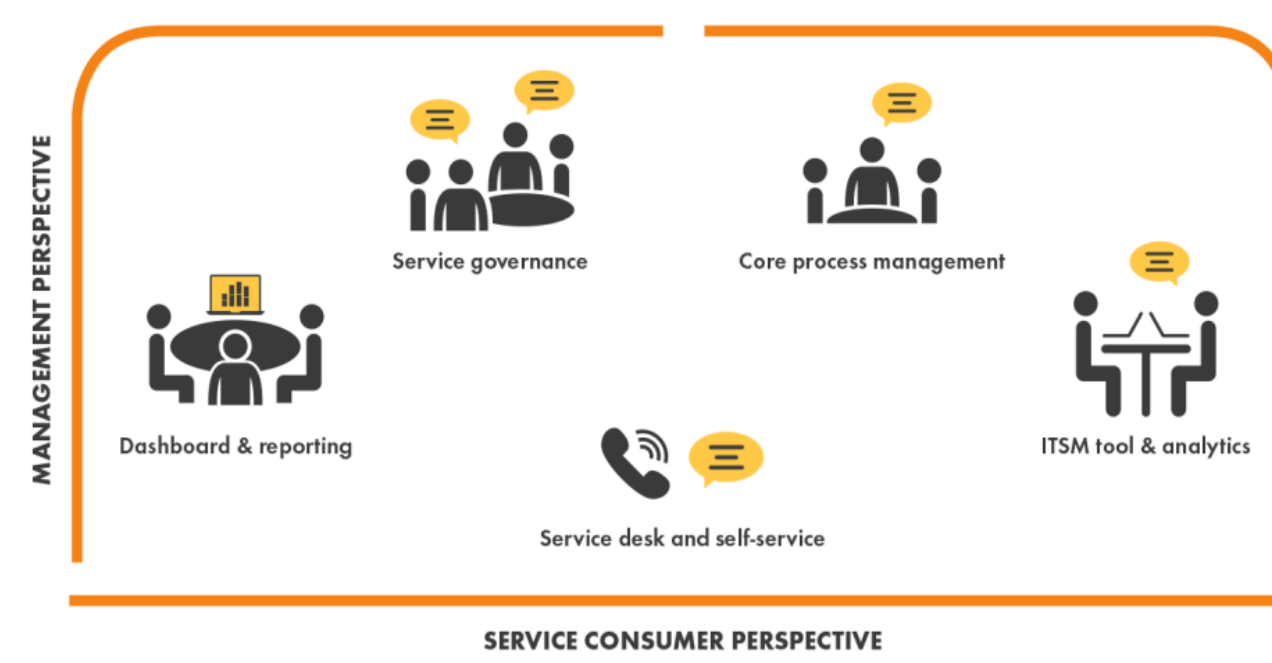 MANAGEMENT PERSPECTIVE
Service governance
Core process management
Dashboard & reporting
ITSM tool & analytics
Service desk and self-service
SERVICE CONSUMER PERSPECTIVE